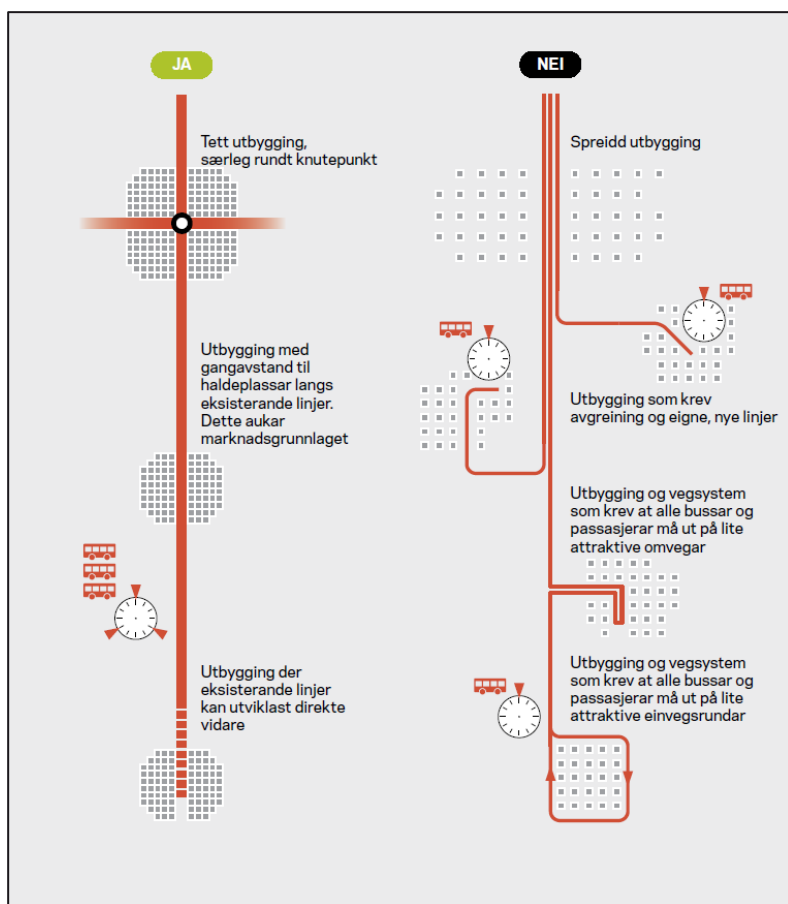 JA
Tett utbygging,
særleg rundt knutepunkt
Utbygging med
gangavstand til
haldeplassar langs
eksisterande linjer.
Dette aukar
marknadsgrunnlaget
Utbygging der
eksisterande linjer
kan utviklast direkte
vidare
NEI
Spreidd utbygging
Utbygging som krev
avgreining og eigne, nye linjer
Utbygging og vegsystem
som krev at alle bussar og
passasjerar må ut på lite
attraktive omvegar
Utbygging og vegsystem
som krev at alle bussar og
passasjerar må ut på lite
attraktive einvegsrundar